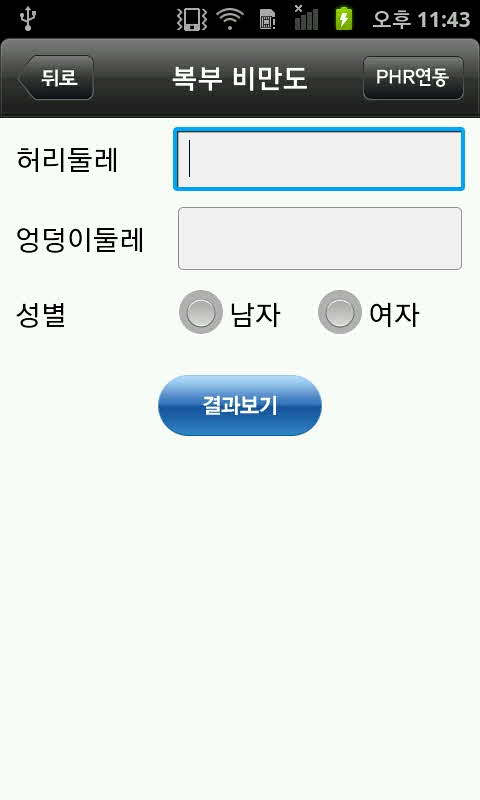 오후 11:43
뒤로 복부 비만도 PHR연동
허리둘레
엉덩이둘레
성별 남자 여자
결과보기